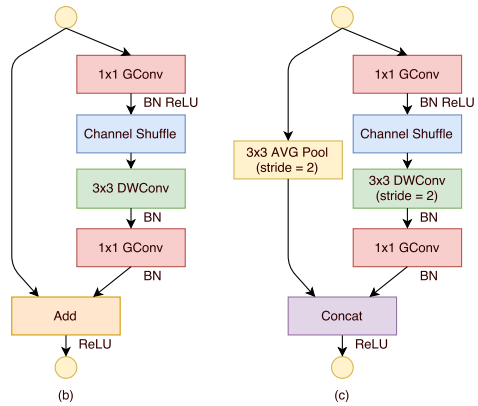 1x1 GConv
BN ReLU
Channel Shuffle
3x3 DWConv
BN
1x1 GConv
BN
Add
ReLU
(b)
1x1 GConv
BN ReLU
Channel Shuffle
3x3 AVG Pool
(stride = 2)
3x3 DWConv
(stride = 2)
BN
1x1 GConv
BN
Concat
ReLU
(c)